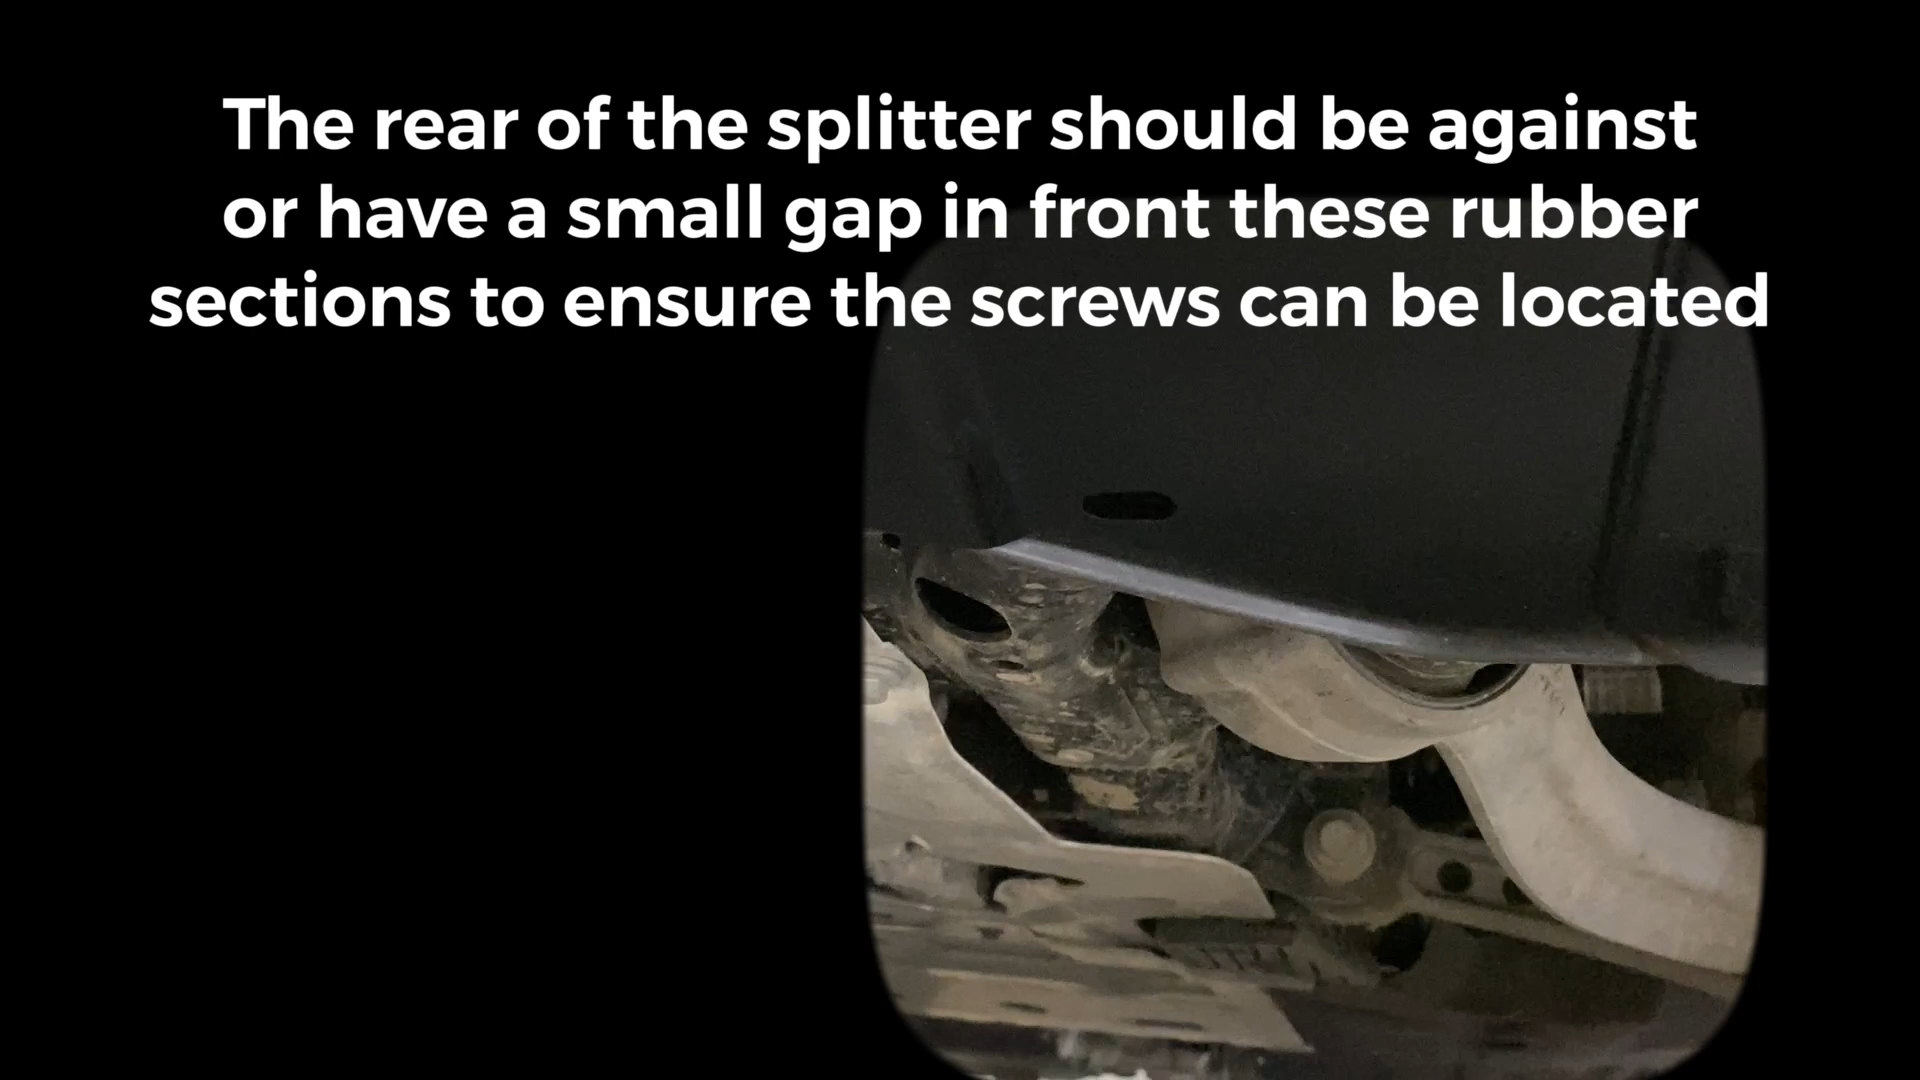 The rear of the splitter should be against
or have a small gap in front these rubber
sections to ensure the screws can be located